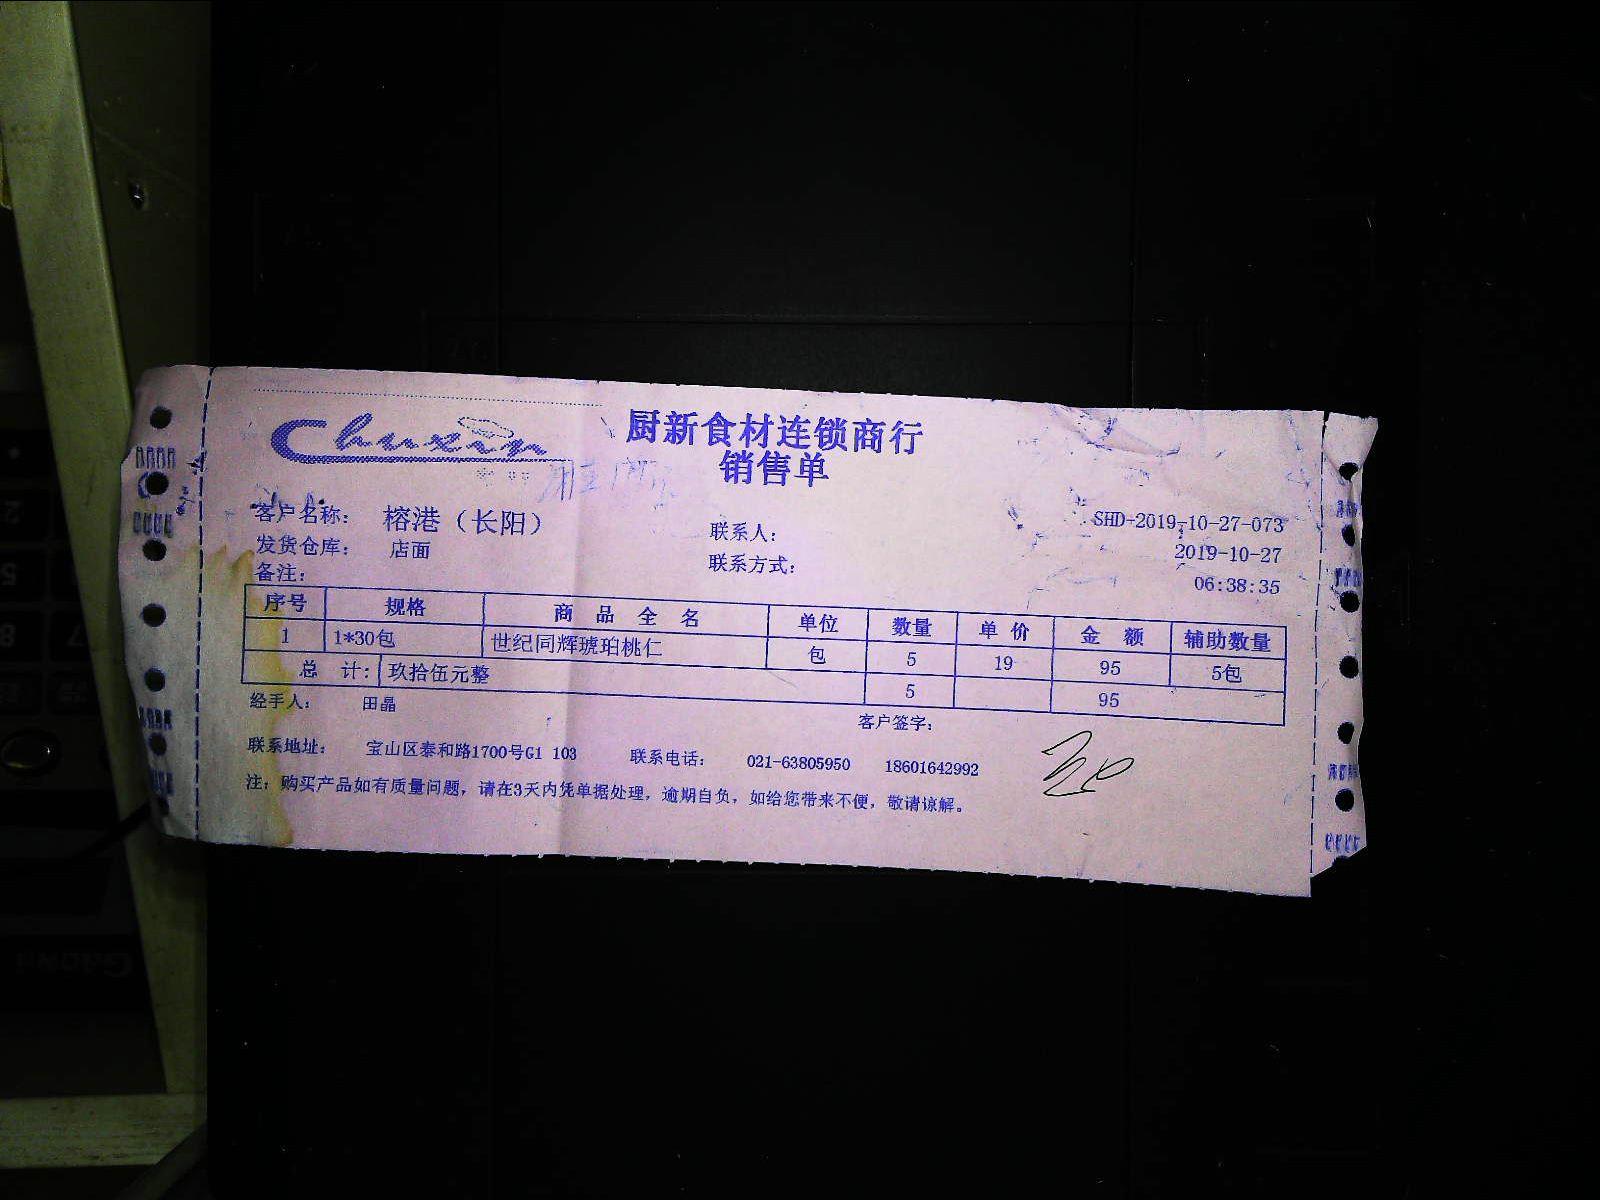 Chuxin
厨新食材连锁商行
销售单
客户名称： 榕港（长阳）
联系人：
SHD-2019-10-27-073
发货仓库： 店面
联系方式：
2019-10-27
备注：
06:38:35
序号 规格 商 品 全 名 单位 数量 单 价 金 额 辅助数量
1 1*30包 世纪同辉琥珀桃仁 包 5 19 95 5包
总 计: 玖拾伍元整 5 95
经手人： 田晶 客户签字：
联系地址： 宝山区泰和路1700号G1 103 联系电话： 021-63805950 18601642992
注：购买产品如有质量问题，请在3天内凭单据处理，逾期自负，如给您带来不便，敬请谅解。